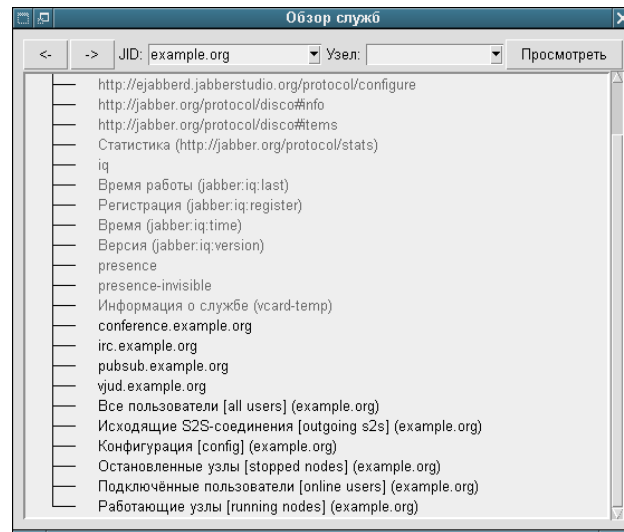 Обзор служб
<- -> JID: example.org Узел: Просмотреть
http://ejabberd.jabberstudio.org/protocol/configure
http://jabber.org/protocol/disco#info
http://jabber.org/protocol/disco#items
Статистика (http://jabber.org/protocol/stats)
iq
Время работы (jabber:iq:last)
Регистрация (jabber:iq:register)
Время (jabber:iq:time)
Версия (jabber:iq:version)
presence
presence-invisible
Информация о службе (vcard-temp)
conference.example.org
irc.example.org
pubsub.example.org
vjud.example.org
Все пользователи [all users] (example.org)
Исходящие S2S-соединения [outgoing s2s] (example.org)
Конфигурация [config] (example.org)
Остановленные узлы [stopped nodes] (example.org)
Подключённые пользователи [online users] (example.org)
Работающие узлы [running nodes] (example.org)